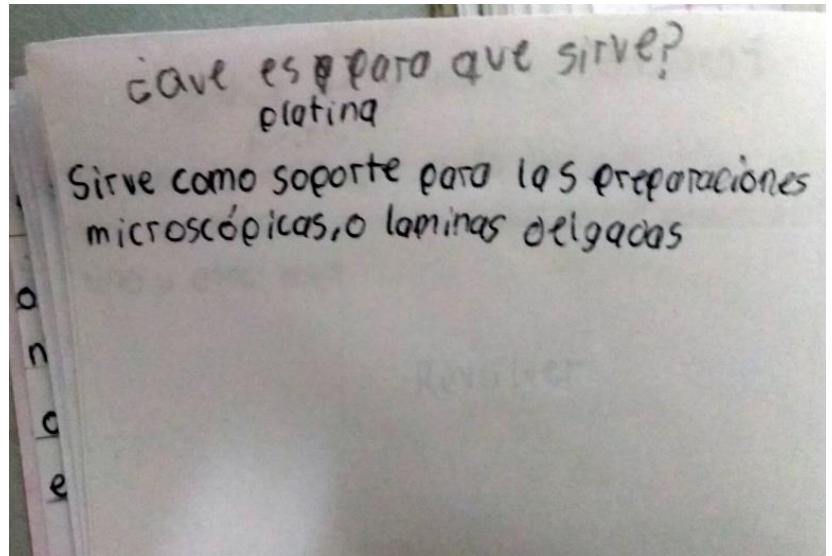 ¿Que es para que sirve?
platina
Sirve como soporte para las preparaciones
microscópicas, o laminas delgadas
o
n
d
e